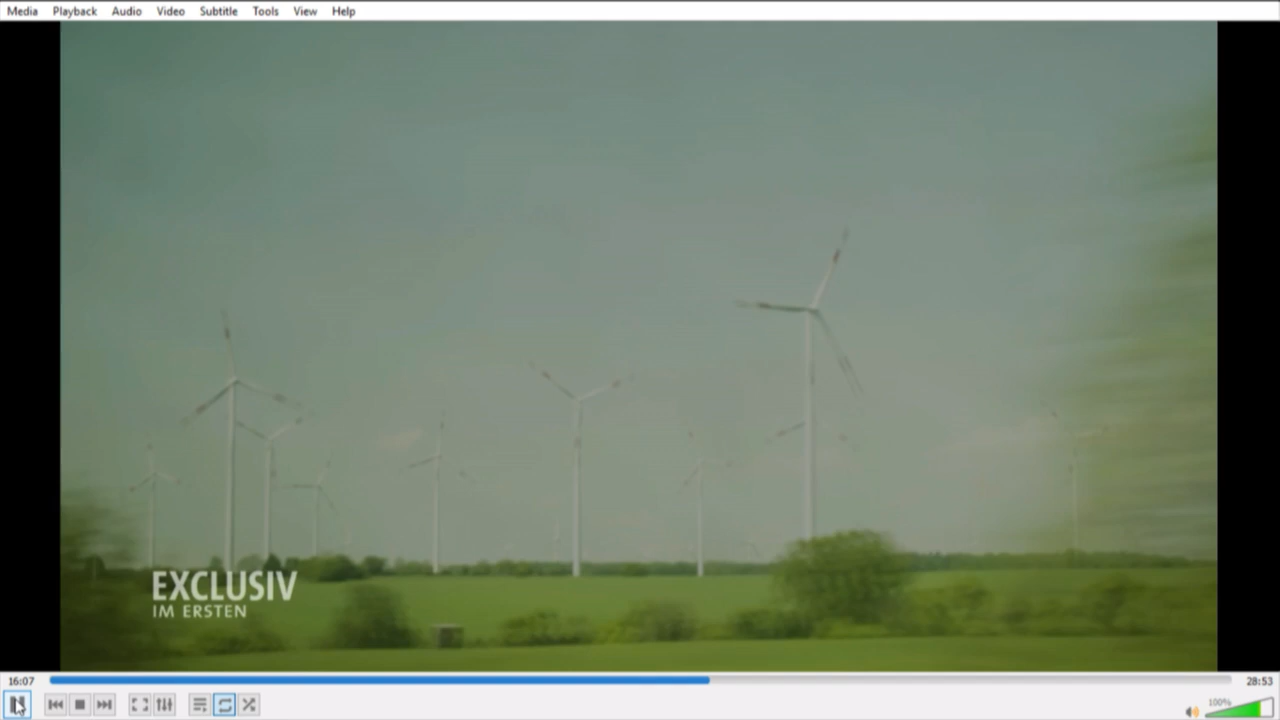 Media Playback Audio Video Subtitle Tools View Help
EXCLUSIV
IM ERSTEN
16:07 28:53
100%